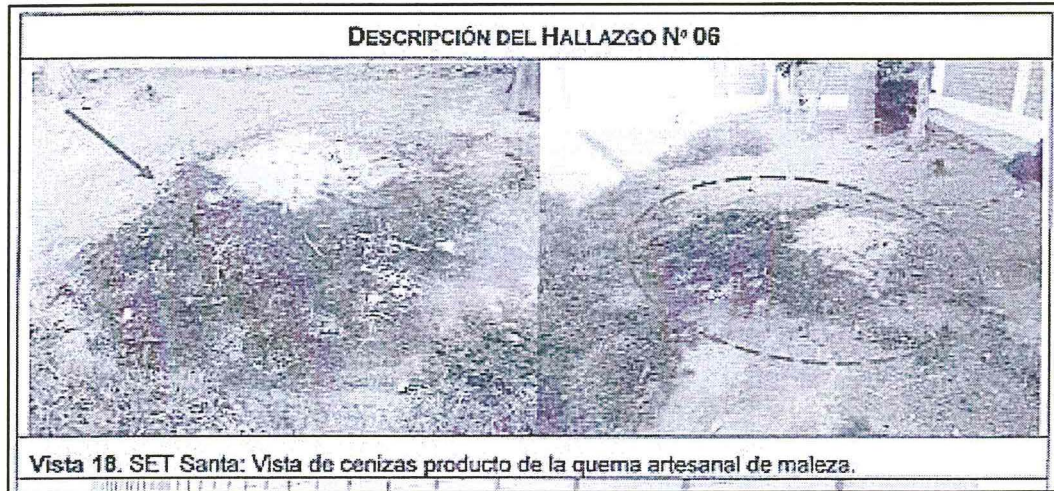 DESCRIPCIÓN DEL HALLAZGO Nº 06
Vista 18. SET Santa: Vista de cenizas producto de la quema artesanal de maleza.